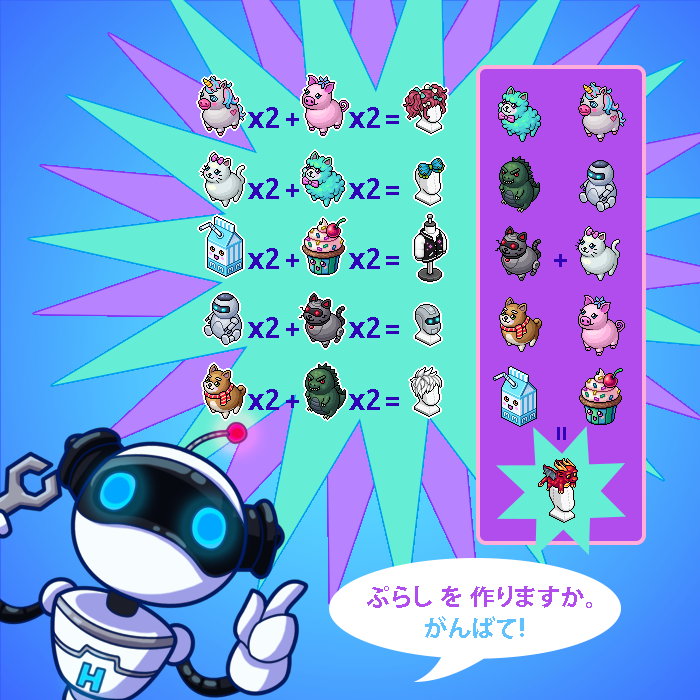 x2 + x2 =
x2 + x2 =
x2 + x2 =
+
x2 + x2 =
x2 + x2 =
=
H
ぷらし を 作りますか。
がんばて!